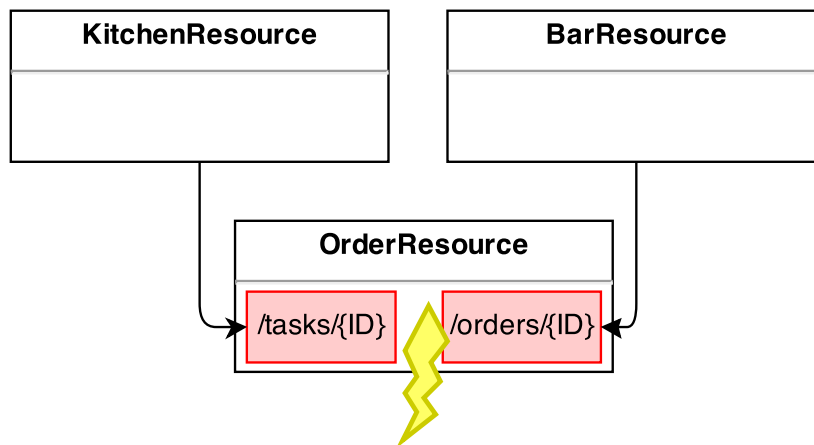 KitchenResource
BarResource
OrderResource
/tasks/{ID}
/orders/{ID}